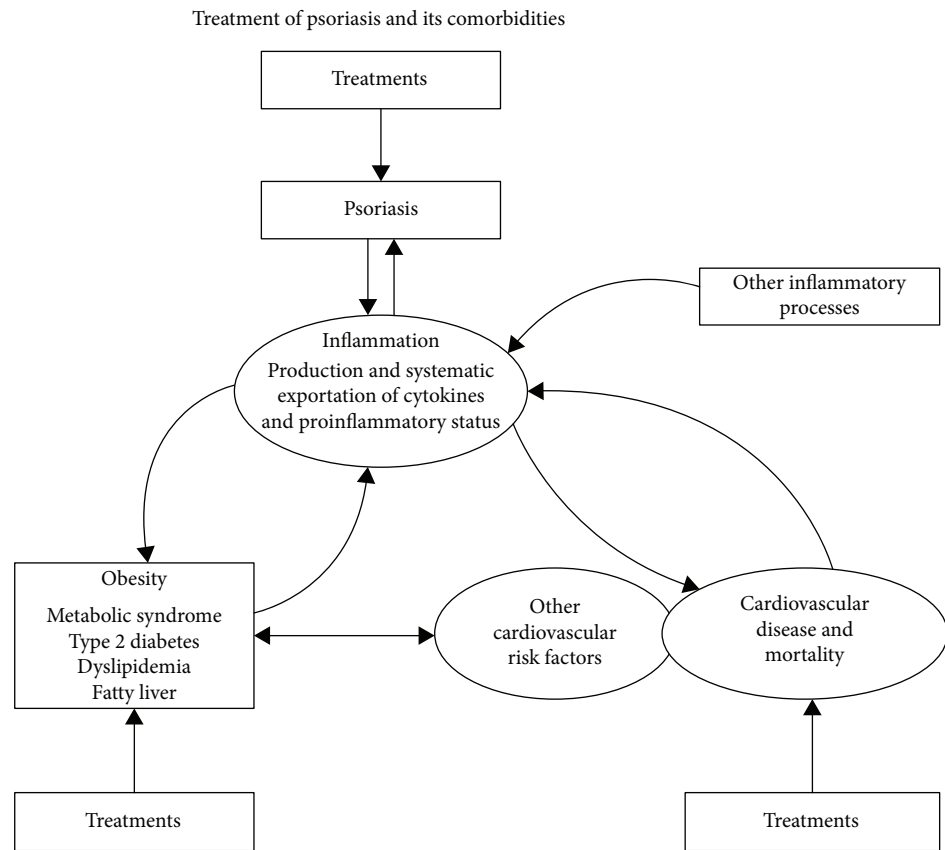 Treatment of psoriasis and its comorbidities
Treatments
Psoriasis
Other inflammatory
processes
Inflammation
Production and systematic
exportation of cytokines
and proinflammatory status
Obesity
Metabolic syndrome
Type 2 diabetes
Dyslipidemia
Fatty liver
Other
cardiovascular
risk factors
Cardiovascular
disease and
mortality
Treatments
Treatments